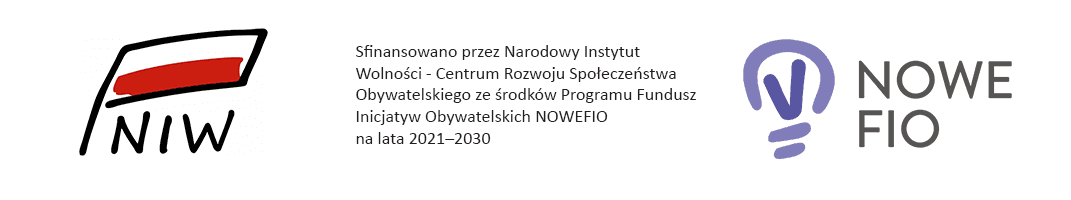 NIW
Sfinansowano przez Narodowy Instytut
Wolności - Centrum Rozwoju Społeczeństwa
Obywatelskiego ze środków Programu Fundusz
Inicjatyw Obywatelskich NOWEFIO
na lata 2021–2030
NOWE
FIO